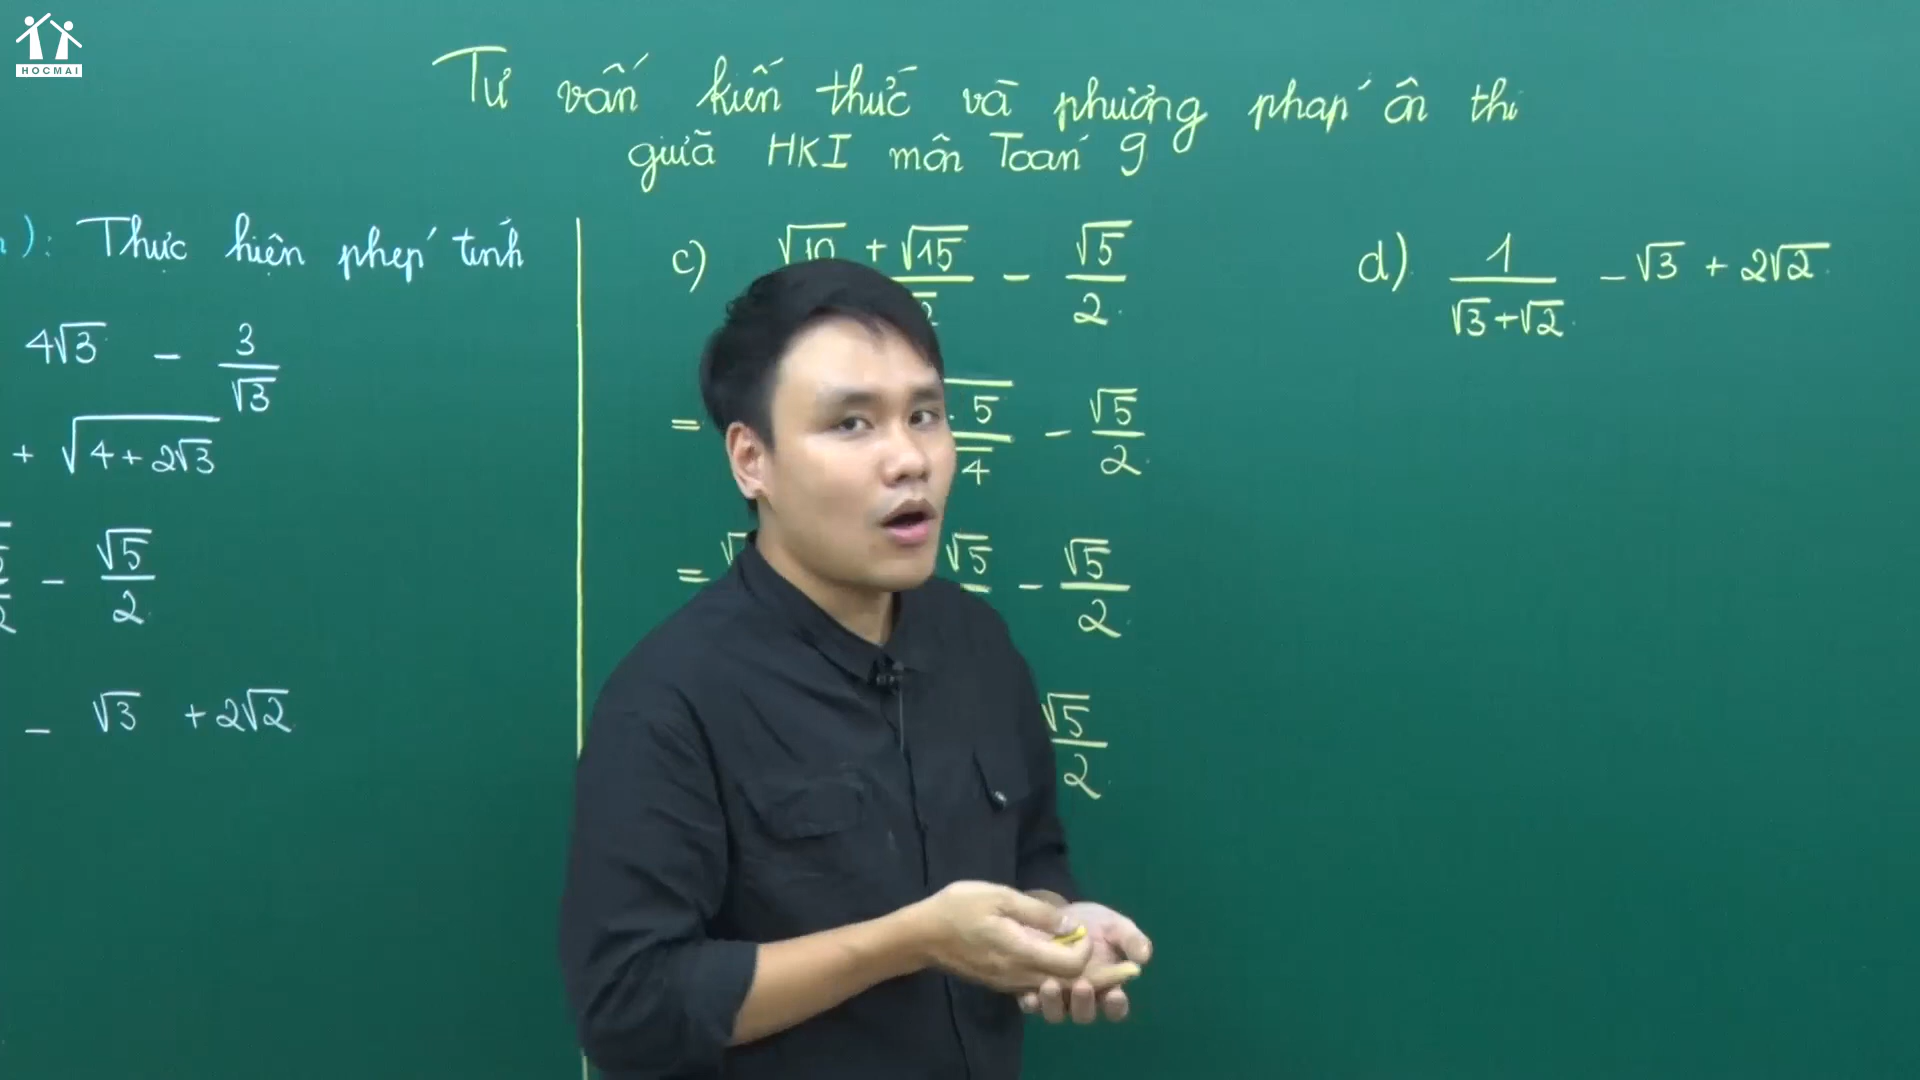 HOCMAI
Tư vấn kiến thức và phương pháp ôn thi
giữa HKI môn Toán 9
): Thực hiện phép tính
4√3 - 3/√3
+ √(4+2√3)
- √5/2
- √3 + 2√2
c) √10 + √15 - √5/2
= . 5 / 4 - √5/2
= √5 - √5/2
√5/2
d) 1/(√3+√2) - √3 + 2√2